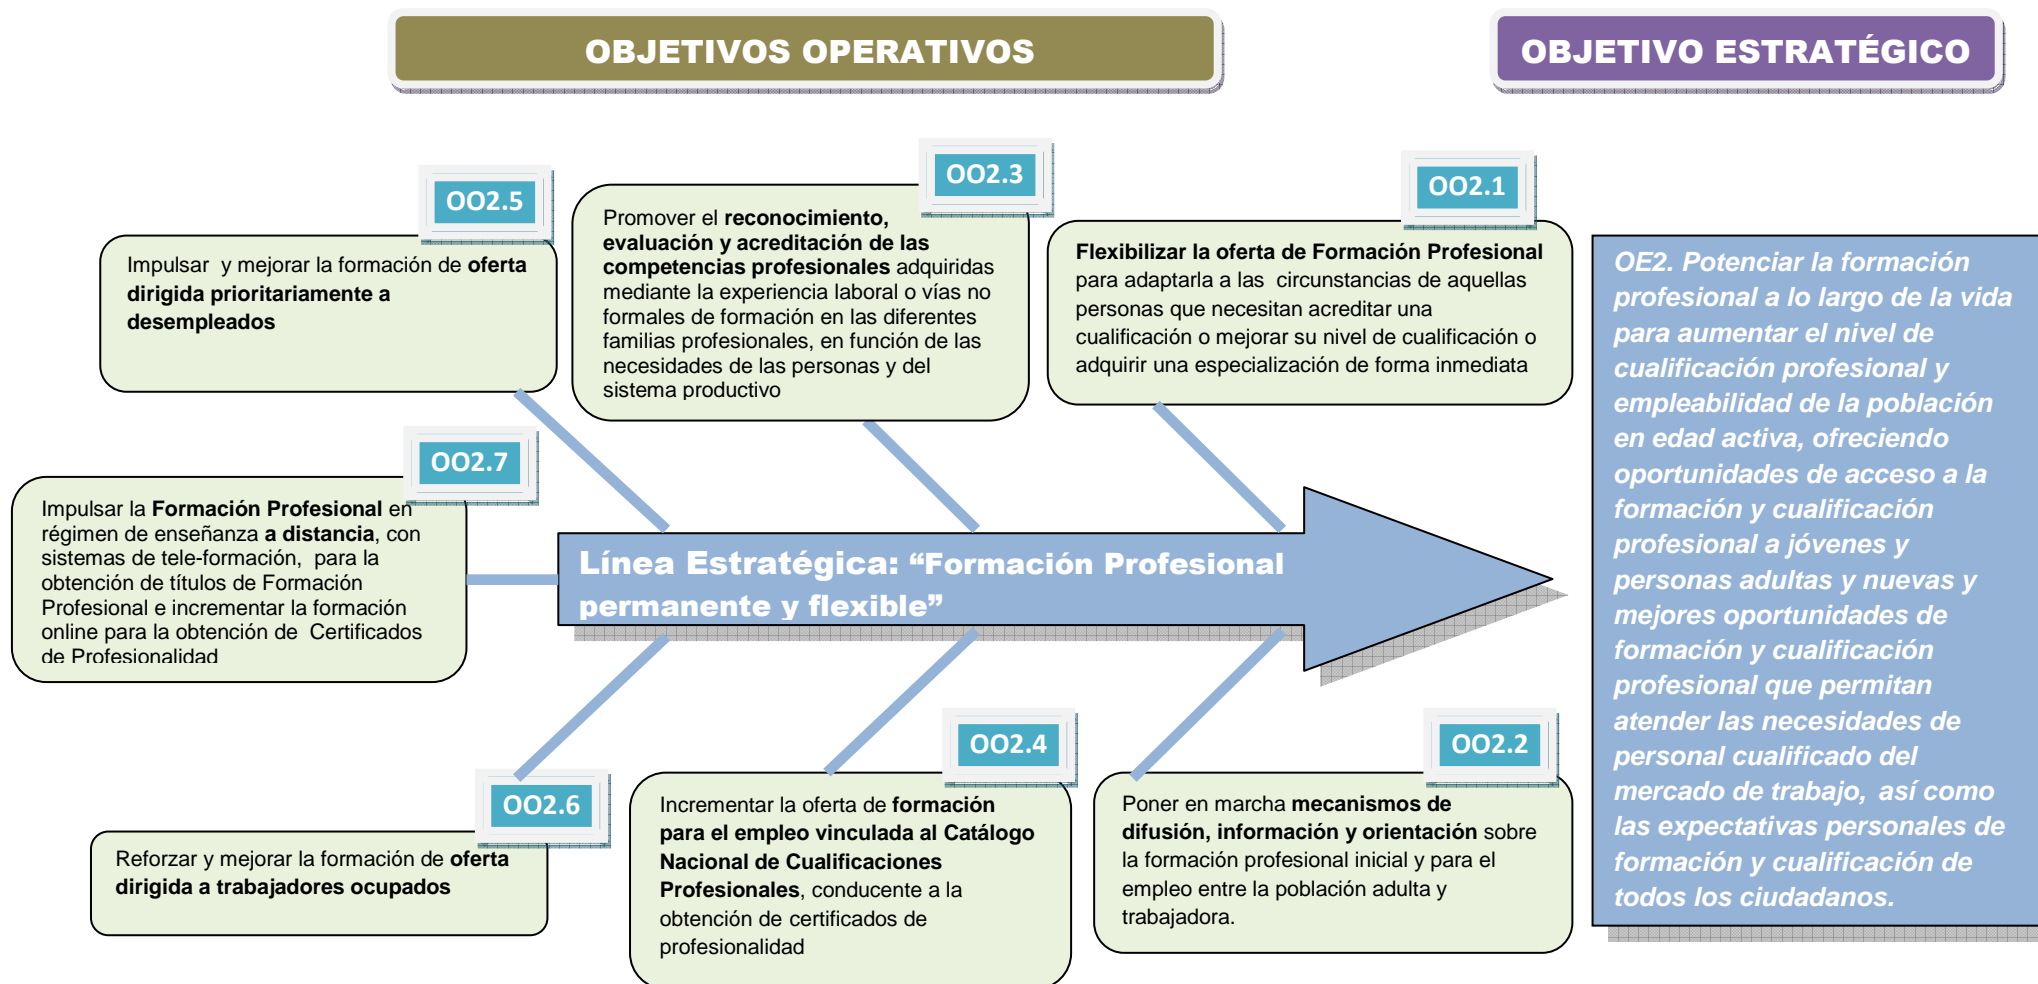 OBJETIVOS OPERATIVOS
OBJETIVO ESTRATÉGICO
OO2.5
Impulsar y mejorar la formación de oferta
dirigida prioritariamente a
desempleados
OO2.3
Promover el reconocimiento,
evaluación y acreditación de las
competencias profesionales adquiridas
mediante la experiencia laboral o vías no
formales de formación en las diferentes
familias profesionales, en función de las
necesidades de las personas y del
sistema productivo
OO2.1
Flexibilizar la oferta de Formación Profesional
para adaptarla a las circunstancias de aquellas
personas que necesitan acreditar una
cualificación o mejorar su nivel de cualificación o
adquirir una especialización de forma inmediata
OO2.7
Impulsar la Formación Profesional en
régimen de enseñanza a distancia, con
sistemas de tele-formación, para la
obtención de títulos de Formación
Profesional e incrementar la formación
online para la obtención de Certificados
de Profesionalidad
Línea Estratégica: “Formación Profesional
permanente y flexible”
OO2.6
Reforzar y mejorar la formación de oferta
dirigida a trabajadores ocupados
OO2.4
Incrementar la oferta de formación
para el empleo vinculada al Catálogo
Nacional de Cualificaciones
Profesionales, conducente a la
obtención de certificados de
profesionalidad
OO2.2
Poner en marcha mecanismos de
difusión, información y orientación sobre
la formación profesional inicial y para el
empleo entre la población adulta y
trabajadora.
OE2. Potenciar la formación
profesional a lo largo de la vida
para aumentar el nivel de
cualificación profesional y
empleabilidad de la población
en edad activa, ofreciendo
oportunidades de acceso a la
formación y cualificación
profesional a jóvenes y
personas adultas y nuevas y
mejores oportunidades de
formación y cualificación
profesional que permitan
atender las necesidades de
personal cualificado del
mercado de trabajo, así como
las expectativas personales de
formación y cualificación de
todos los ciudadanos.